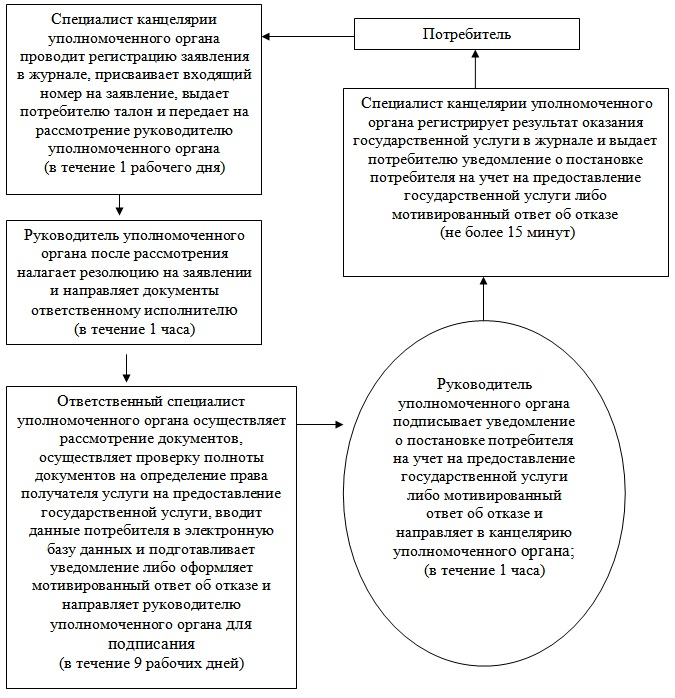 Потребитель
Специалист канцелярии
уполномоченного органа
проводит регистрацию заявления
в журнале, присваивает входящий
номер на заявление, выдает
потребителю талон и передает на
рассмотрение руководителю
уполномоченного органа
(в течение 1 рабочего дня)
Руководитель уполномоченного
органа после рассмотрения
налагает резолюцию на заявлении
и направляет документы
ответственному исполнителю
(в течение 1 часа)
Ответственный специалист
уполномоченного органа осуществляет
рассмотрение документов,
осуществляет проверку полноты
документов на определение права
получателя услуги на предоставление
государственной услуги, вводит
данные потребителя в электронную
базу данных и подготавливает
уведомление либо оформляет
мотивированный ответ об отказе и
направляет руководителю
уполномоченного органа для
подписания
(в течение 9 рабочих дней)
Руководитель
уполномоченного органа
подписывает уведомление
о постановке потребителя
на учет на предоставление
государственной услуги
либо мотивированный
ответ об отказе и
направляет в канцелярию
уполномоченного органа;
(в течение 1 часа)
Специалист канцелярии уполномоченного
органа регистрирует результат оказания
государственной услуги в журнале и выдает
потребителю уведомление о постановке
потребителя на учет на предоставление
государственной услуги либо
мотивированный ответ об отказе
(не более 15 минут)